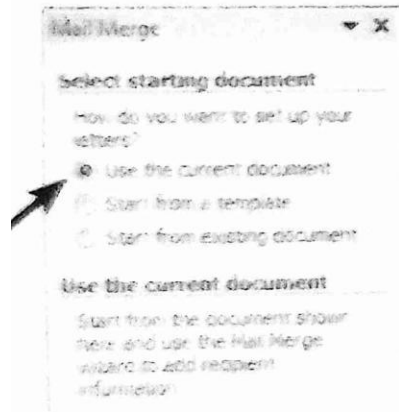 Mail Merge
Select starting document
How do you want to set up your
letters?
Use the current document
Start from a template
Start from existing document
Use the current document
Start from the document shown
here and use the Mail Merge
wizard to add recipient
information